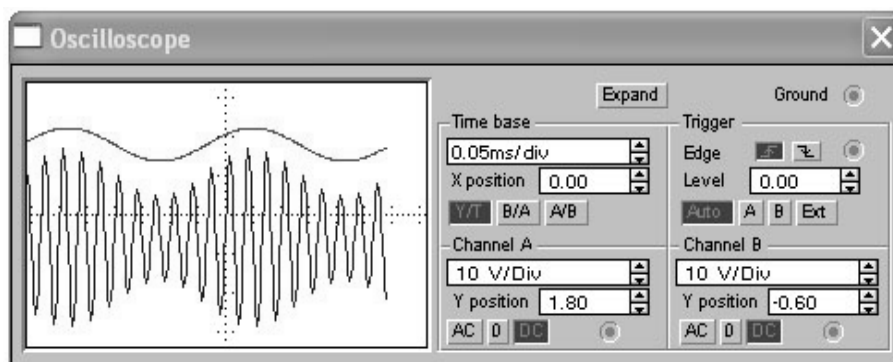 Oscilloscope
Expand
Ground
Time base
0.05ms/div
X position 0.00
Y/T B/A A/B
Trigger
Edge
Level 0.00
Auto A B Ext
Channel A
10 V/Div
Y position 1.80
AC 0 DC
Channel B
10 V/Div
Y position -0.60
AC 0 DC